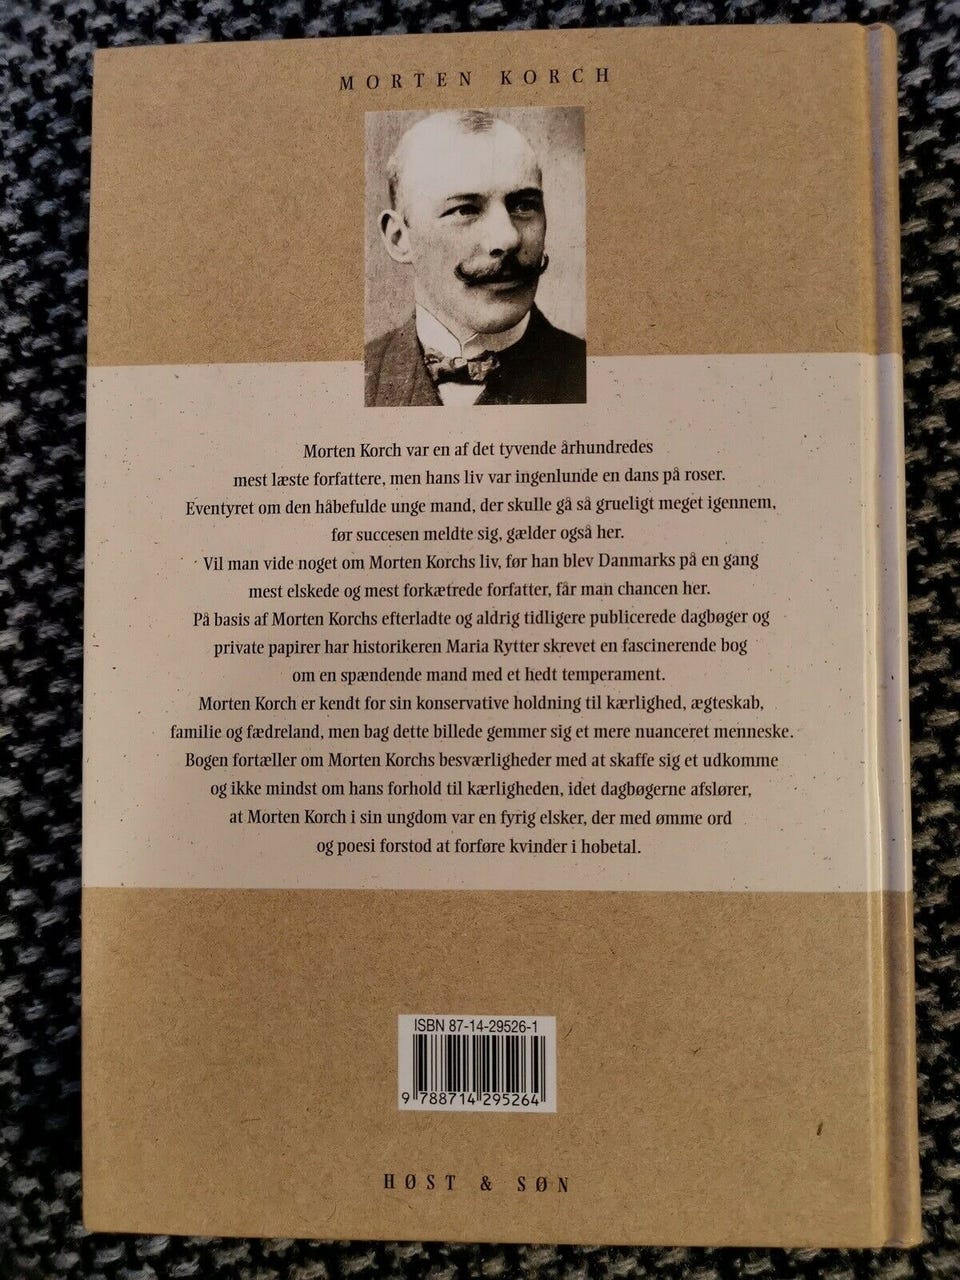 MORTEN KORCH
Morten Korch var en af det tyvende århundredes
mest læste forfattere, men hans liv var ingenlunde en dans på roser.
Eventyret om den håbefulde unge mand, der skulle gå så grueligt meget igennem,
før succesen meldte sig, gælder også her.
Vil man vide noget om Morten Korchs liv, før han blev Danmarks på en gang
mest elskede og mest forkætrede forfatter, får man chancen her.
På basis af Morten Korchs efterladte og aldrig tidligere publicerede dagbøger og
private papirer har historikeren Maria Rytter skrevet en fascinerende bog
om en spændende mand med et hedt temperament.
Morten Korch er kendt for sin konservative holdning til kærlighed, ægteskab,
familie og fædreland, men bag dette billede gemmer sig et mere nuanceret menneske.
Bogen fortæller om Morten Korchs besværligheder med at skaffe sig et udkomme
og ikke mindst om hans forhold til kærligheden, idet dagbøgerne afslører,
at Morten Korch i sin ungdom var en fyrig elsker, der med ømme ord
og poesi forstod at forføre kvinder i hobetal.
ISBN 87-14-29526-1
9 788714 295264
HØST & SØN